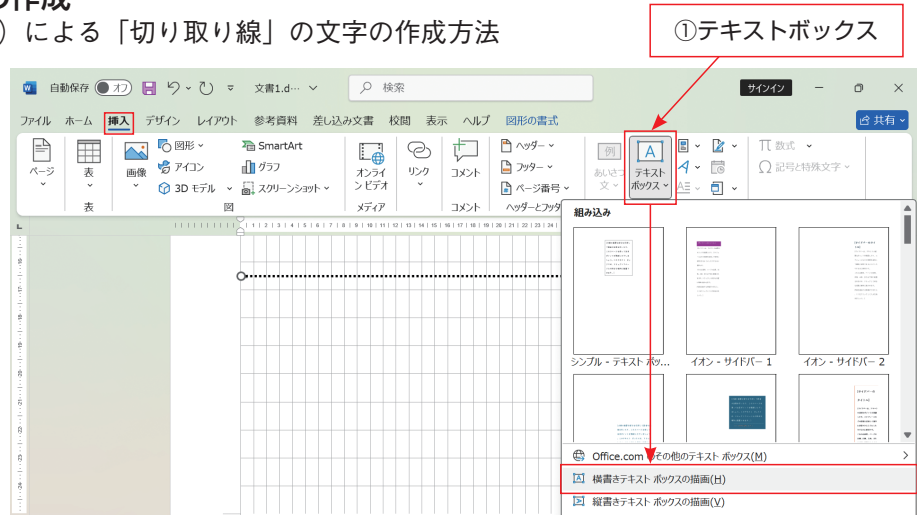 の作成
）による「切り取り線」の文字の作成方法
①テキストボックス
自動保存 オフ 文書1.d… 検索 サインイン
ファイル ホーム 挿入 デザイン レイアウト 参考資料 差し込み文書 校閲 表示 ヘルプ 図形の書式 共有
ページ
表
画像
図形
アイコン
3D モデル
SmartArt
グラフ
スクリーンショット
オンライ
ン ビデオ
リンク
コメント
ヘッダー
フッター
ページ番号
あいさつ
文
テキスト
ボックス
数式
記号と特殊文字
表 図 メディア コメント ヘッダーとフッタ
組み込み
シンプル - テキスト ボッ... イオン - サイドバー 1 イオン - サイドバー 2
Office.com のその他のテキスト ボックス(M)
横書きテキスト ボックスの描画(H)
縦書きテキスト ボックスの描画(V)